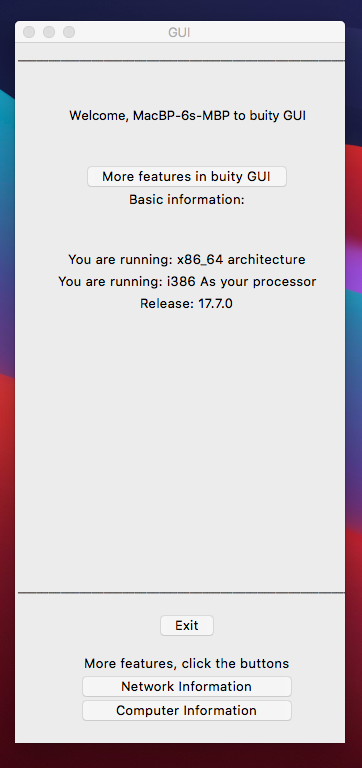 GUI
Welcome, MacBP-6s-MBP to buity GUI
More features in buity GUI
Basic information:
You are running: x86_64 architecture
You are running: i386 As your processor
Release: 17.7.0
Exit
More features, click the buttons
Network Information
Computer Information